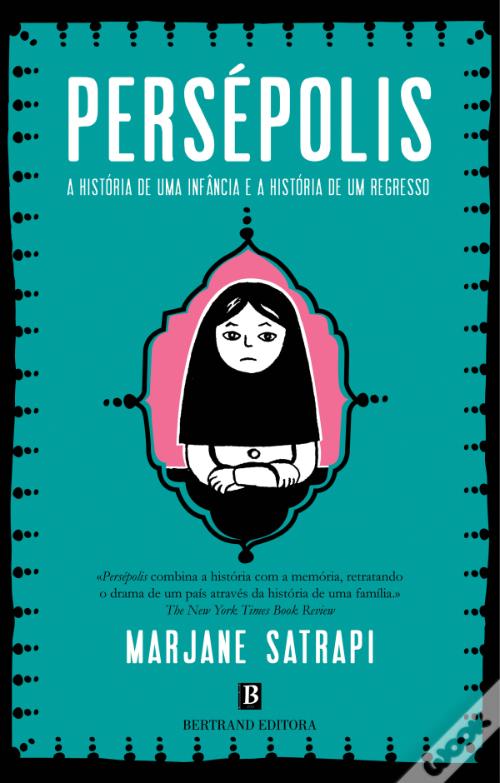 PERSÉPOLIS
A HISTÓRIA DE UMA INFÂNCIA E A HISTÓRIA DE UM REGRESSO
«Persépolis combina a história com a memória, retratando
o drama de um país através da história de uma família.»
The New York Times Book Review
MARJANE SATRAPI
B
BERTRAND EDITORA
WOOK